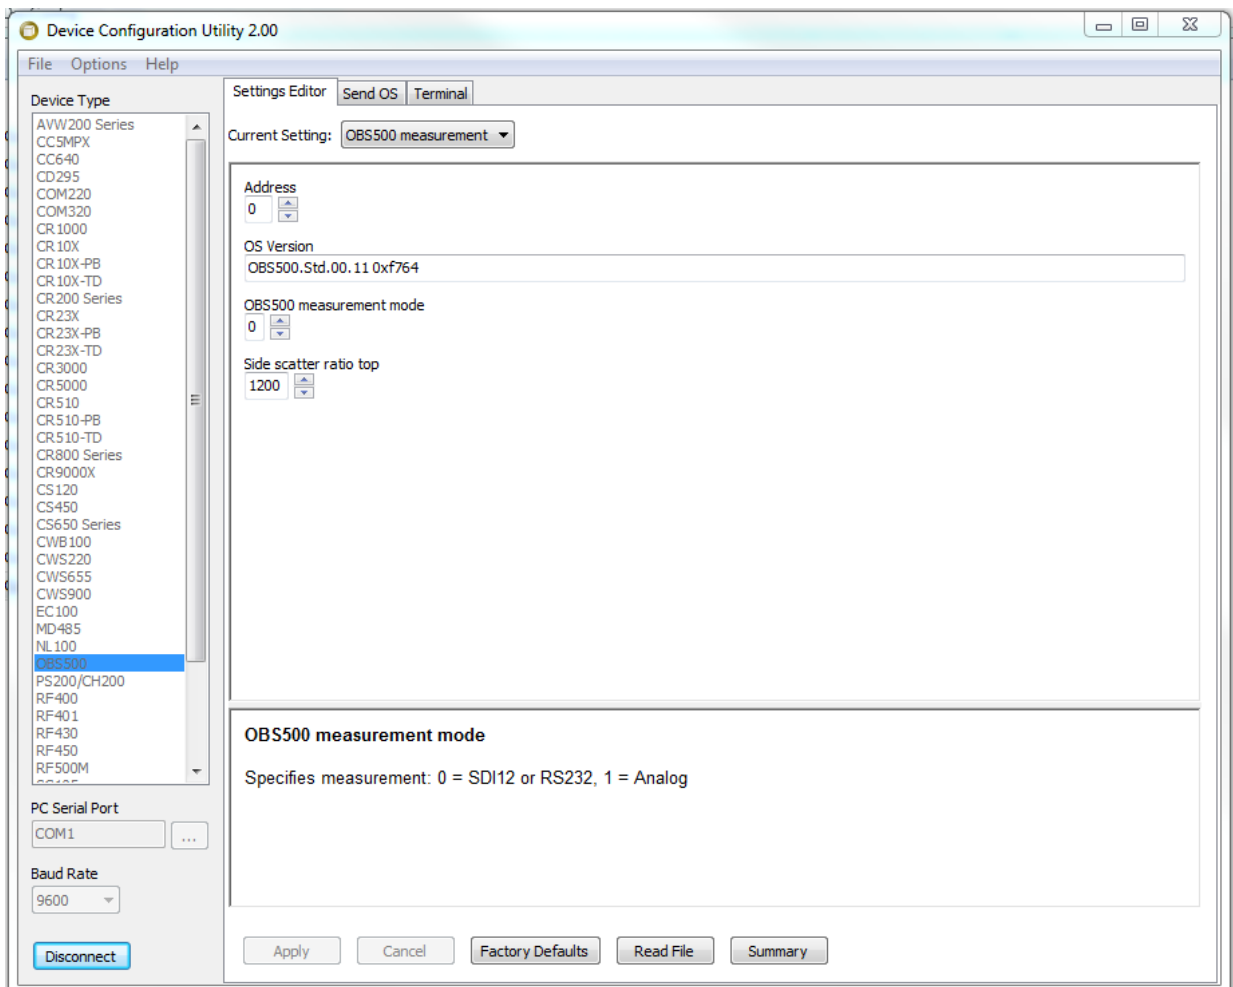 Device Configuration Utility 2.00
File Options Help
Device Type
AVW200 Series
CC5MPX
CC640
CD295
COM220
COM320
CR1000
CR10X
CR10X-PB
CR10X-TD
CR200 Series
CR23X
CR23X-PB
CR23X-TD
CR3000
CR5000
CR510
CR510-PB
CR510-TD
CR800 Series
CR9000X
CS120
CS450
CS650 Series
CWB100
CWS220
CWS655
CWS900
EC100
MD485
NL100
OBS500
PS200/CH200
RF400
RF401
RF430
RF450
RF500M
PC Serial Port
COM1
...
Baud Rate
9600
Disconnect
Settings Editor Send OS Terminal
Current Setting: OBS500 measurement
Address
0
OS Version
OBS500.Std.00.11 0xf764
OBS500 measurement mode
0
Side scatter ratio top
1200
OBS500 measurement mode
Specifies measurement: 0 = SDI12 or RS232, 1 = Analog
Apply Cancel Factory Defaults Read File Summary